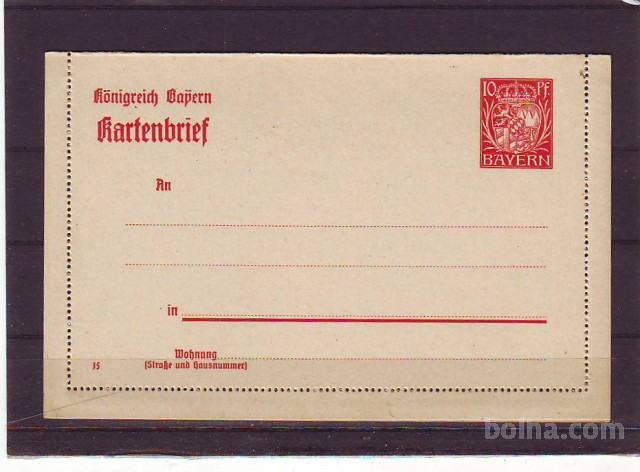 Königreich Bayern
Kartenbrief
10 Pf.
BAYERN
An
in
Wohnung
(Straße und Hausnummer)
15
bolha.com